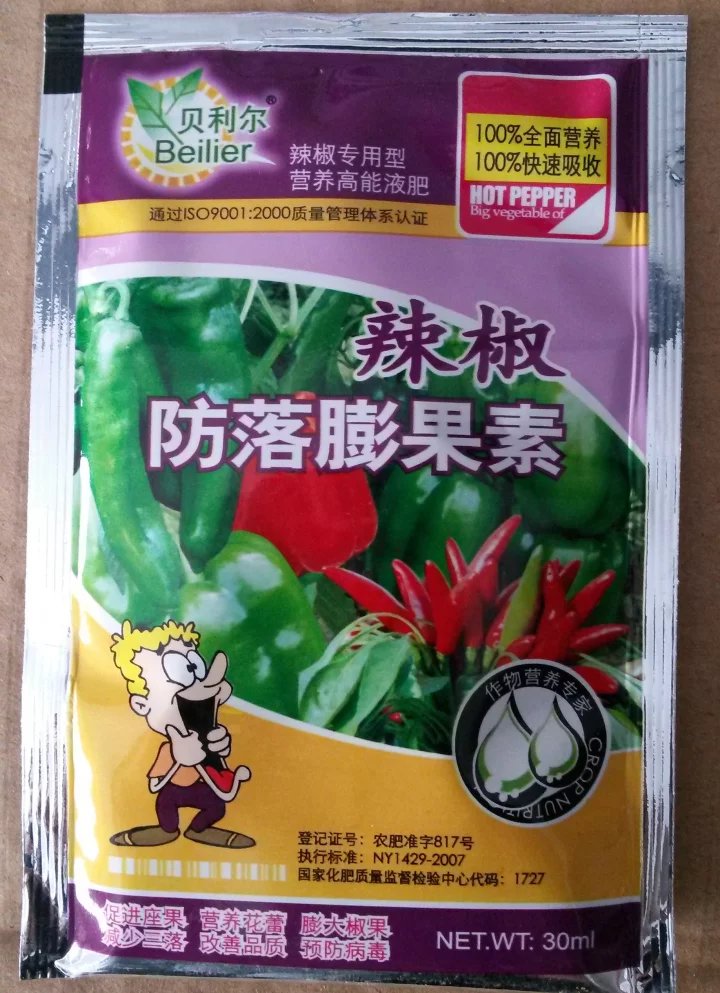 贝利尔®
Beilier
辣椒专用型
营养高能液肥
100%全面营养
100%快速吸收
HOT PEPPER
Big vegetable of
通过ISO9001:2000质量管理体系认证
辣椒
防落膨果素
作物营养专家
CROP NUTRIT
登记证号：农肥准字817号
执行标准：NY1429-2007
国家化肥质量监督检验中心代码：1727
促进座果 营养花蕾 膨大椒果
减少三落 改善品质 预防病毒
NET.WT: 30ml